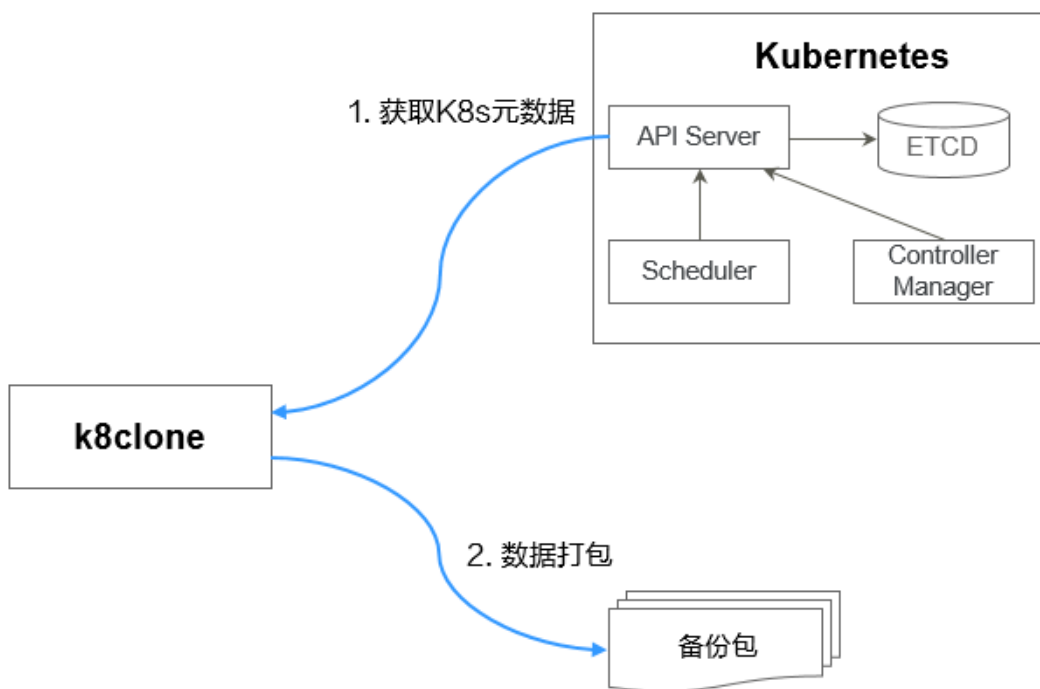 Kubernetes
1. 获取K8s元数据
API Server
ETCD
Scheduler
Controller
Manager
k8clone
2. 数据打包
备份包